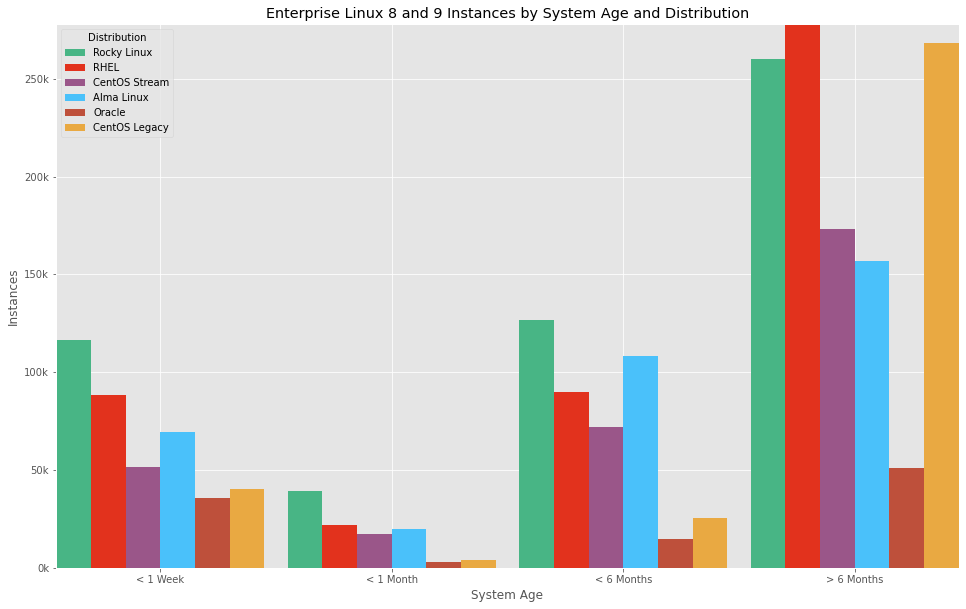 Enterprise Linux 8 and 9 Instances by System Age and Distribution
Distribution
Rocky Linux
RHEL
CentOS Stream
Alma Linux
Oracle
CentOS Legacy
250k
200k
150k
100k
50k
0k
Instances
< 1 Week
< 1 Month
< 6 Months
> 6 Months
System Age